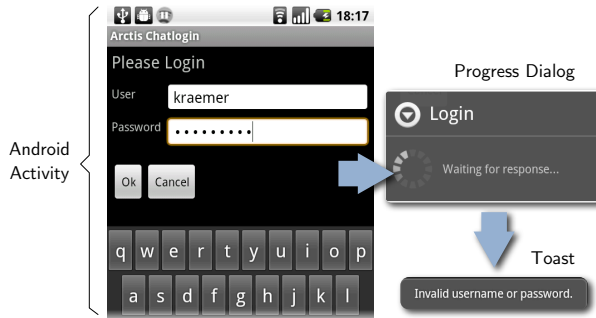 18:17
Arctis Chatlogin
Please Login
User
kraemer
Password
Ok
Cancel
q w e r t y u i o p
a s d f g h j k l
Android
Activity
Progress Dialog
Login
Waiting for response...
Toast
Invalid username or password.